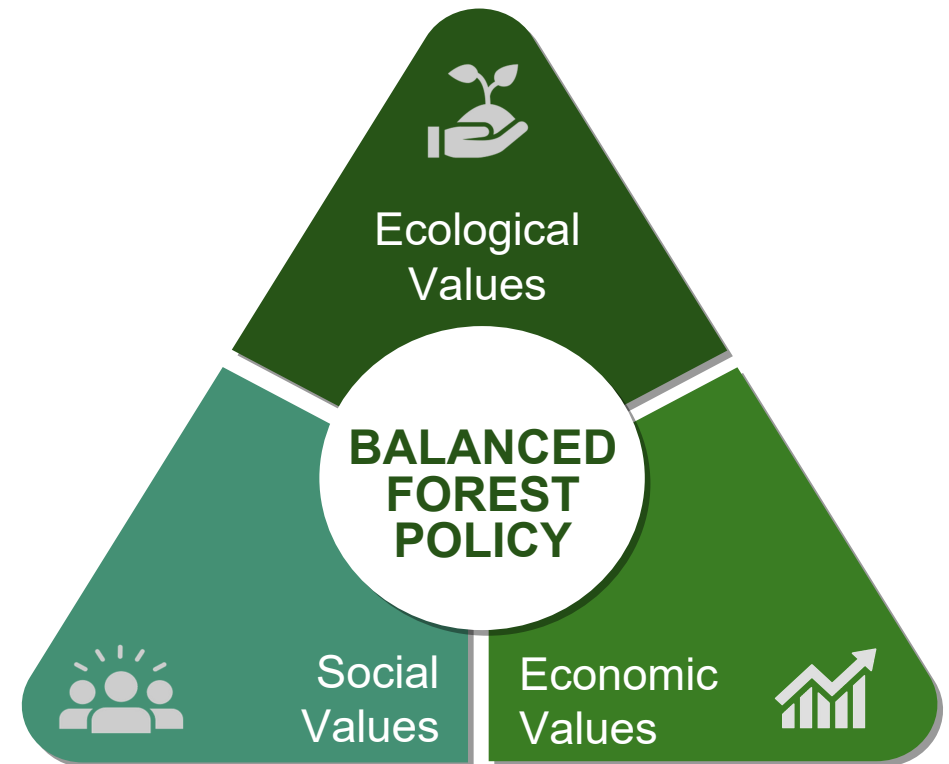 Ecological
Values
BALANCED
FOREST
POLICY
Social
Values
Economic
Values